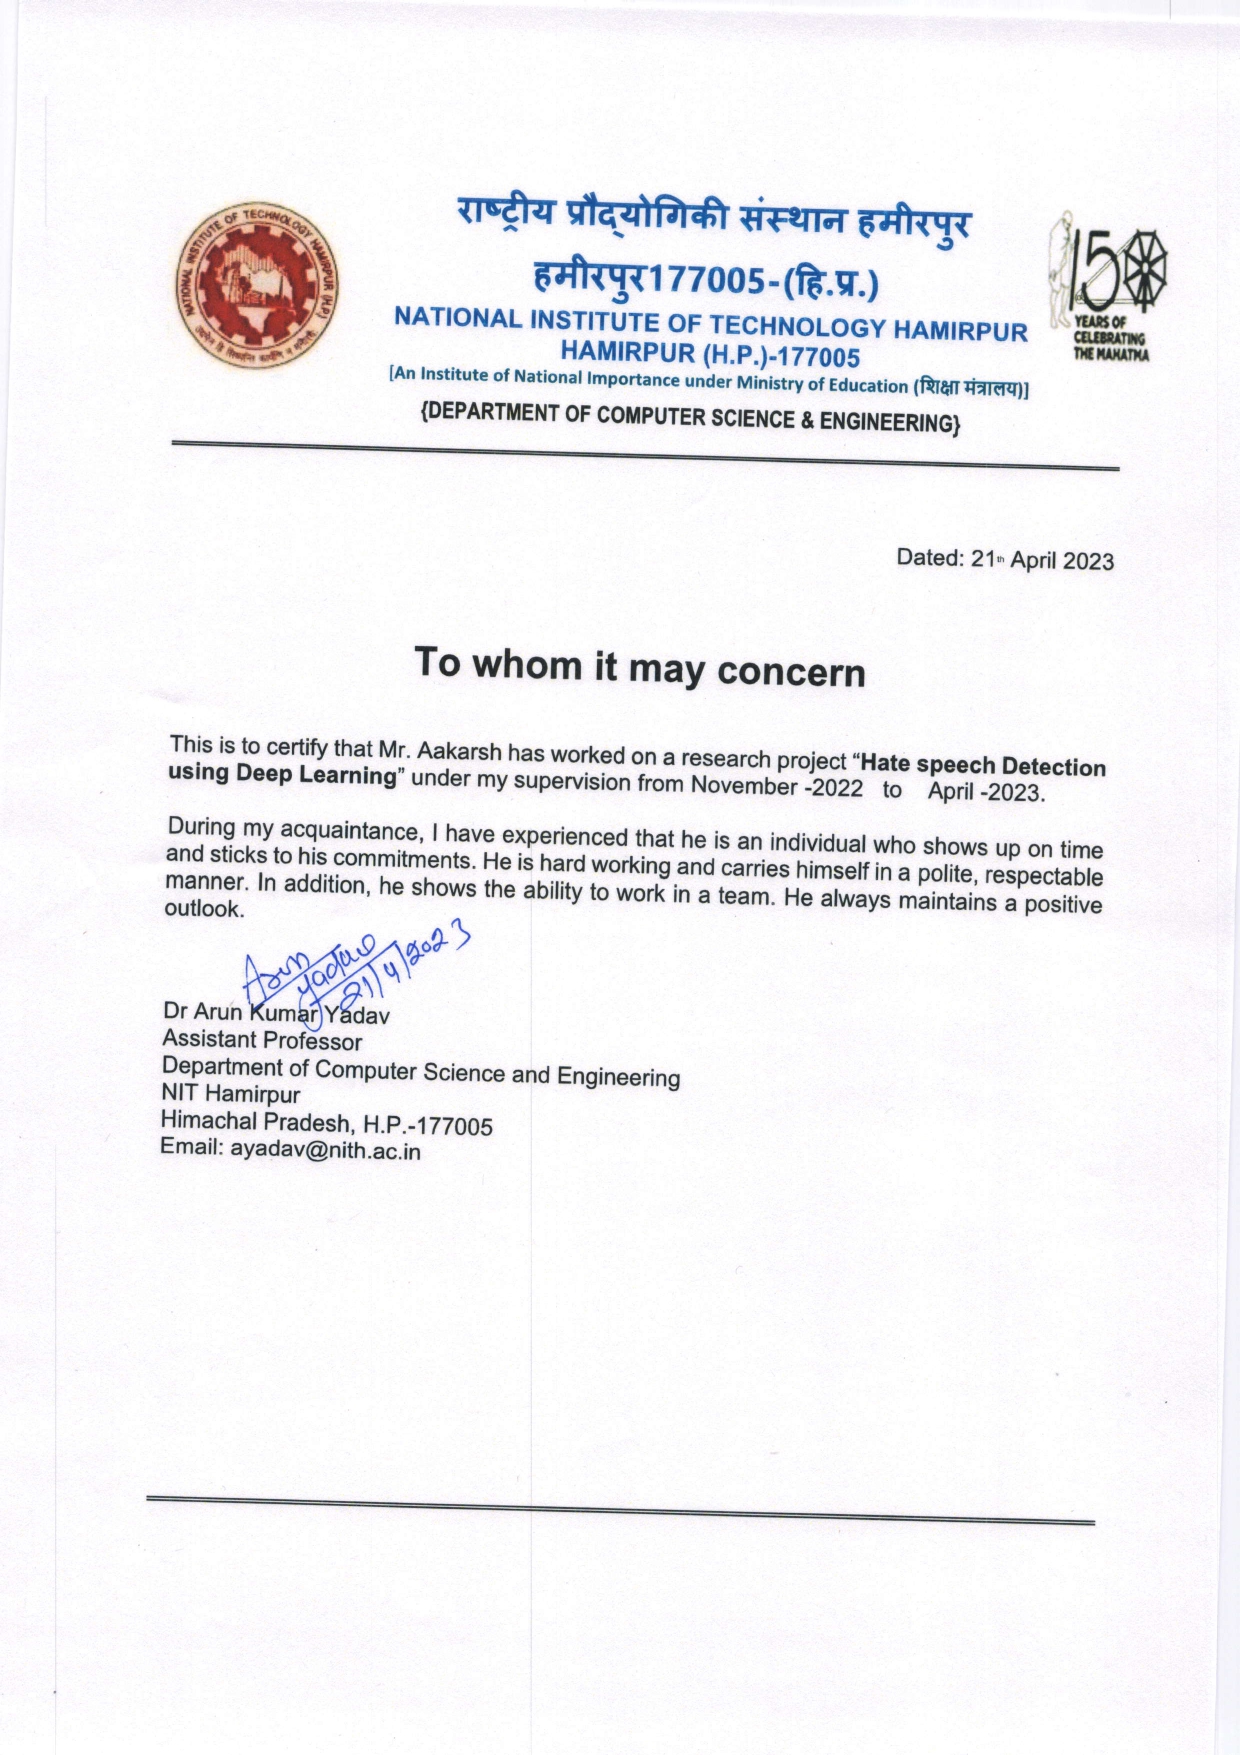 राष्ट्रीय प्रौद्योगिकी संस्थान हमीरपुर
हमीरपुर177005-(हि.प्र.)
NATIONAL INSTITUTE OF TECHNOLOGY HAMIRPUR
HAMIRPUR (H.P.)-177005
[An Institute of National Importance under Ministry of Education (शिक्षा मंत्रालय)]
{DEPARTMENT OF COMPUTER SCIENCE & ENGINEERING}
NATIONAL INSTITUTE OF TECHNOLOGY HAMIRPUR (H.P.)
150
YEARS OF
CELEBRATING
THE MAHATMA
Dated: 21th April 2023
To whom it may concern
This is to certify that Mr. Aakarsh has worked on a research project “Hate speech Detection
using Deep Learning” under my supervision from November -2022 to April -2023.
During my acquaintance, I have experienced that he is an individual who shows up on time
and sticks to his commitments. He is hard working and carries himself in a polite, respectable
manner. In addition, he shows the ability to work in a team. He always maintains a positive
outlook.
Arun
Yadav
21/4/2023
Dr Arun Kumar Yadav
Assistant Professor
Department of Computer Science and Engineering
NIT Hamirpur
Himachal Pradesh, H.P.-177005
Email: ayadav@nith.ac.in